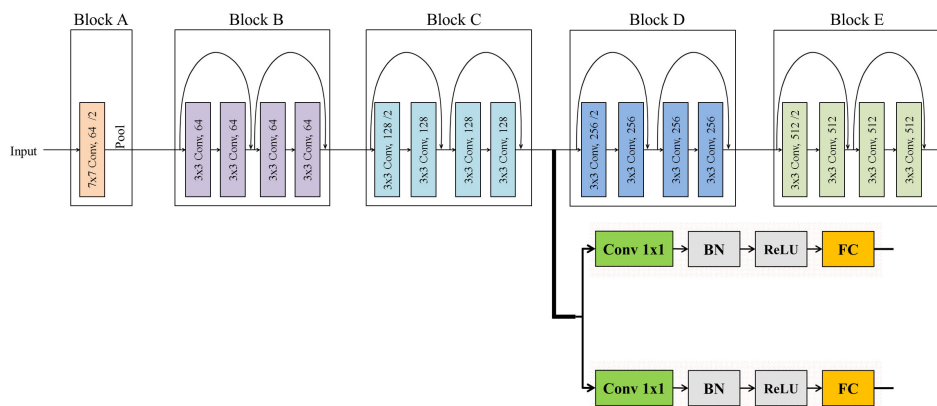 Block A
Block B
Block C
Block D
Block E
Input
7x7 Conv, 64 /2
Pool
3x3 Conv, 64
3x3 Conv, 64
3x3 Conv, 64
3x3 Conv, 64
3x3 Conv, 128 /2
3x3 Conv, 128
3x3 Conv, 128
3x3 Conv, 128
3x3 Conv, 256 /2
3x3 Conv, 256
3x3 Conv, 256
3x3 Conv, 256
3x3 Conv, 512 /2
3x3 Conv, 512
3x3 Conv, 512
3x3 Conv, 512
Conv 1x1 BN ReLU FC
Conv 1x1 BN ReLU FC